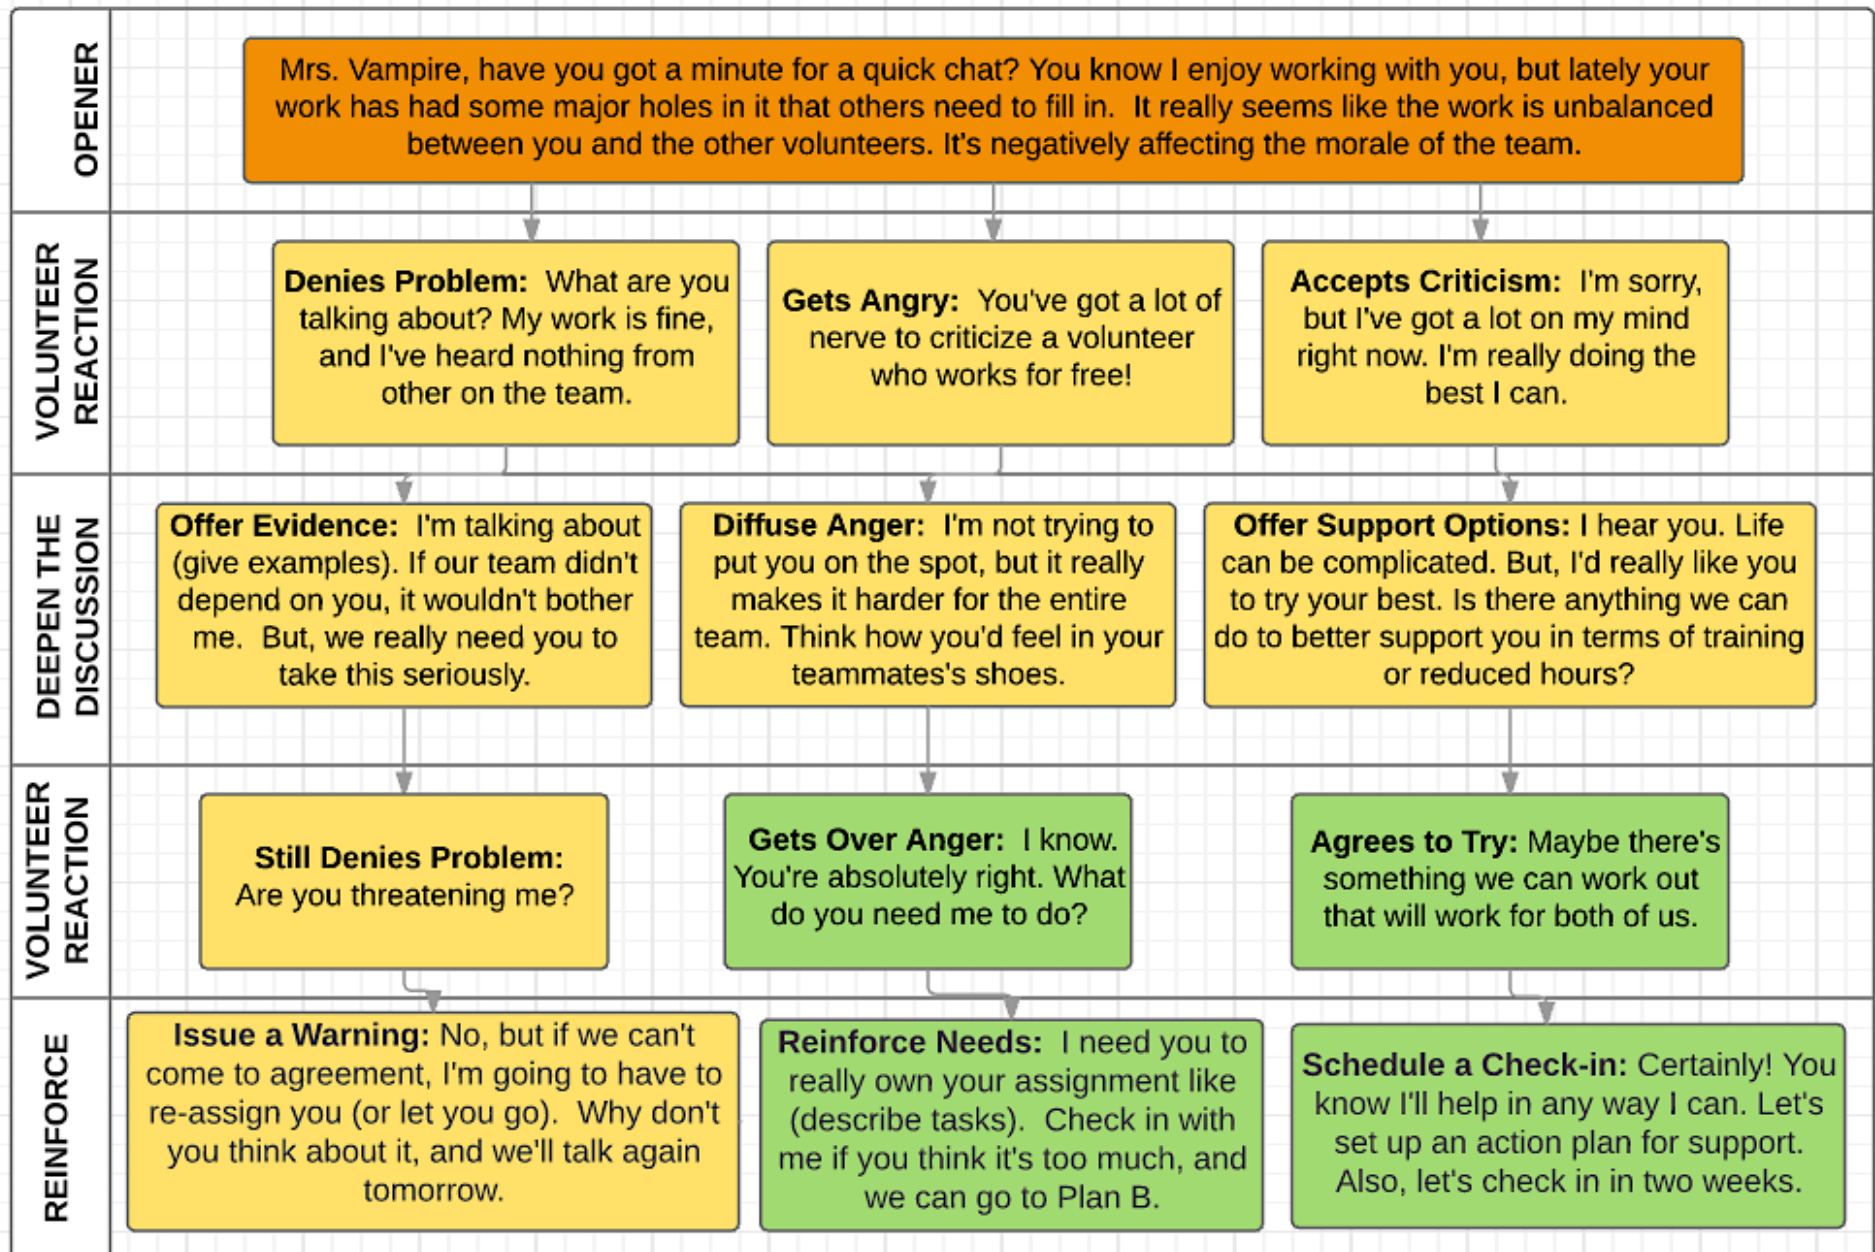 OPENER
Mrs. Vampire, have you got a minute for a quick chat? You know I enjoy working with you, but lately your
work has had some major holes in it that others need to fill in.  It really seems like the work is unbalanced
between you and the other volunteers. It's negatively affecting the morale of the team.
VOLUNTEER
REACTION
Denies Problem:  What are you
talking about? My work is fine,
and I've heard nothing from
other on the team.
Gets Angry:  You've got a lot of
nerve to criticize a volunteer
who works for free!
Accepts Criticism:  I'm sorry,
but I've got a lot on my mind
right now. I'm really doing the
best I can.
DEEPEN THE
DISCUSSION
Offer Evidence:  I'm talking about
(give examples). If our team didn't
depend on you, it wouldn't bother
me.  But, we really need you to
take this seriously.
Diffuse Anger:  I'm not trying to
put you on the spot, but it really
makes it harder for the entire
team. Think how you'd feel in your
teammates's shoes.
Offer Support Options: I hear you. Life
can be complicated. But, I'd really like you
to try your best. Is there anything we can
do to better support you in terms of training
or reduced hours?
VOLUNTEER
REACTION
Still Denies Problem:
Are you threatening me?
Gets Over Anger:  I know.
You're absolutely right. What
do you need me to do?
Agrees to Try: Maybe there's
something we can work out
that will work for both of us.
REINFORCE
Issue a Warning: No, but if we can't
come to agreement, I'm going to have to
re-assign you (or let you go).  Why don't
you think about it, and we'll talk again
tomorrow.
Reinforce Needs:  I need you to
really own your assignment like
(describe tasks).  Check in with
me if you think it's too much, and
we can go to Plan B.
Schedule a Check-in: Certainly! You
know I'll help in any way I can. Let's
set up an action plan for support.
Also, let's check in in two weeks.